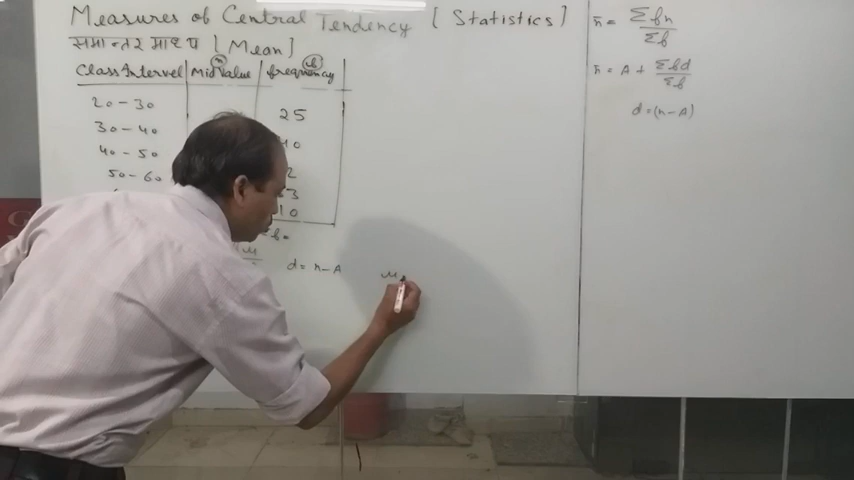 Measures of Central Tendency [Statistics]
समान्तर माध्य [Mean]
Class Interval Mid Value (x) frequency (f)
20-30 25
30-40
40-50
50-60
10
d = x-A
x̄ = Σfx/Σf
x̄ = A + Σfd/Σf
d = (x-A)